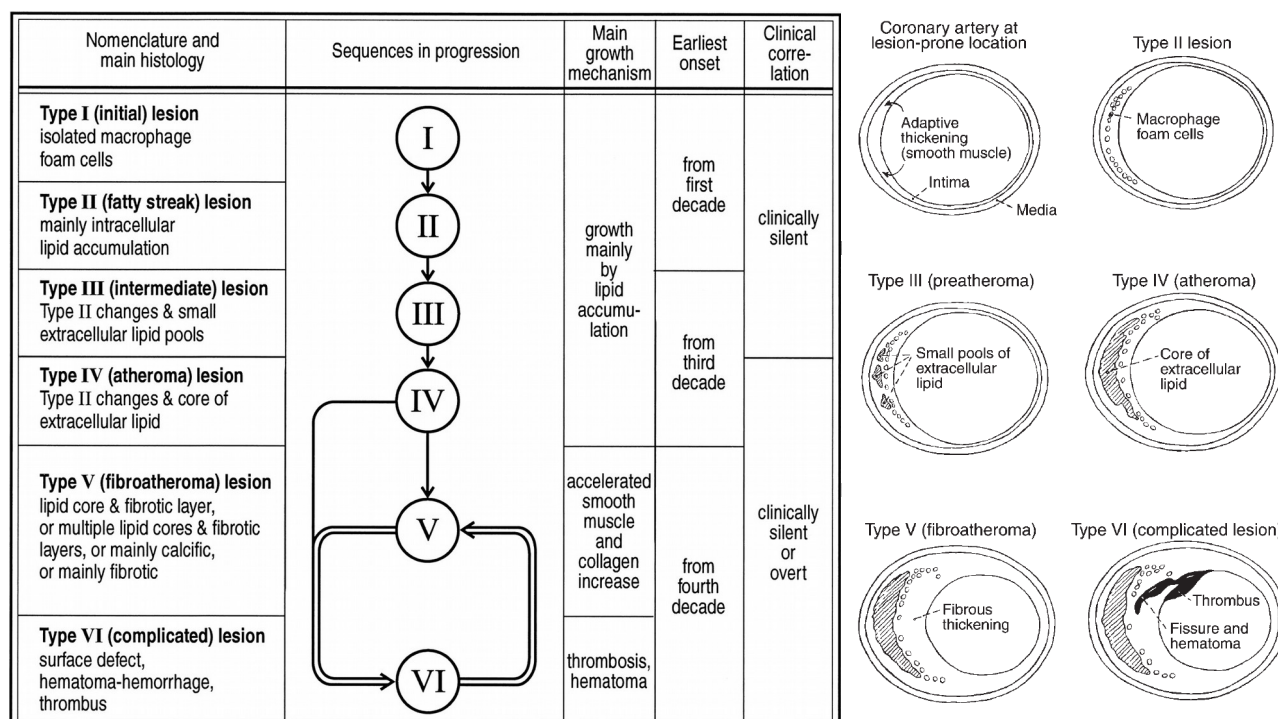 Nomenclature and
main histology
Sequences in progression
Main
growth
mechanism
Earliest
onset
Clinical
corre-
lation
Type I (initial) lesion
isolated macrophage
foam cells
Type II (fatty streak) lesion
mainly intracellular
lipid accumulation
Type III (intermediate) lesion
Type II changes & small
extracellular lipid pools
Type IV (atheroma) lesion
Type II changes & core of
extracellular lipid
Type V (fibroatheroma) lesion
lipid core & fibrotic layer,
or multiple lipid cores & fibrotic
layers, or mainly calcific,
or mainly fibrotic
Type VI (complicated) lesion
surface defect,
hematoma-hemorrhage,
thrombus
I
II
III
IV
V
VI
growth
mainly
by
lipid
accumu-
lation
accelerated
smooth
muscle
and
collagen
increase
thrombosis,
hematoma
from
first
decade
from
third
decade
from
fourth
decade
clinically
silent
clinically
silent
or
overt
Coronary artery at
lesion-prone location
Adaptive
thickening
(smooth muscle)
Intima
Media
Type II lesion
Macrophage
foam cells
Type III (preatheroma)
Small pools of
extracellular
lipid
Type IV (atheroma)
Core of
extracellular
lipid
Type V (fibroatheroma)
Fibrous
thickening
Type VI (complicated lesion)
Thrombus
Fissure and
hematoma